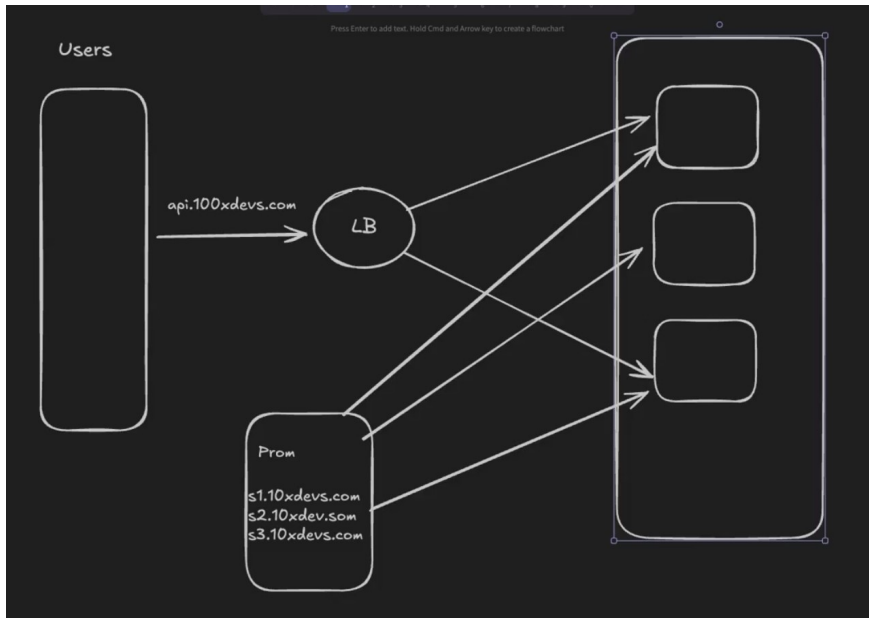 Press Enter to add text. Hold Cmd and Arrow key to create a flowchart
Users
api.100xdevs.com
LB
Prom
s1.10xdevs.com
s2.10xdev.som
s3.10xdevs.com